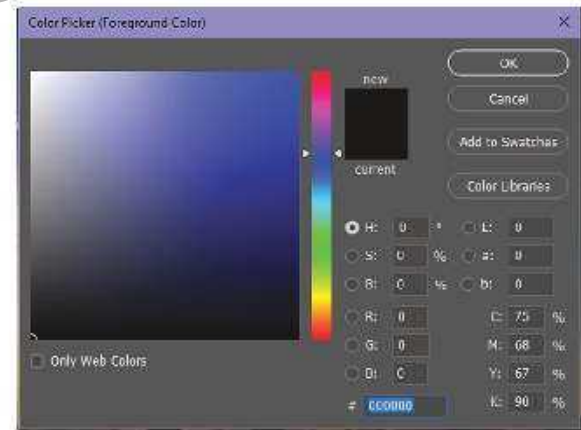 Color Picker (Foreground Color)
new
current
OK
Cancel
Add to Swatches
Color Libraries
H: 0 °
S: 0 %
B: 0 %
L: 0
a: 0
b: 0
R: 0
G: 0
B: 0
C: 75 %
M: 68 %
Y: 67 %
K: 90 %
# 000000
Only Web Colors